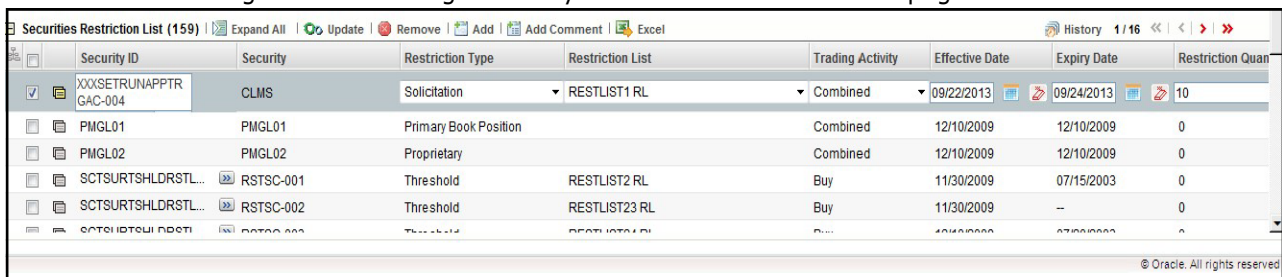 Securities Restriction List (159) Expand All Update Remove Add Add Comment Excel History 1 / 16
Security ID Security Restriction Type Restriction List Trading Activity Effective Date Expiry Date Restriction Quan
XXXSETRUNAPPTR
GAC-004 CLMS Solicitation RESTLIST1 RL Combined 09/22/2013 09/24/2013 10
PMGL01 PMGL01 Primary Book Position Combined 12/10/2009 12/10/2009 0
PMGL02 PMGL02 Proprietary Combined 12/10/2009 12/10/2009 0
SCTSURTSHLDRSTL... RSTSC-001 Threshold RESTLIST2 RL Buy 11/30/2009 07/15/2003 0
SCTSURTSHLDRSTL... RSTSC-002 Threshold RESTLIST23 RL Buy 11/30/2009 -- 0
© Oracle. All rights reserved